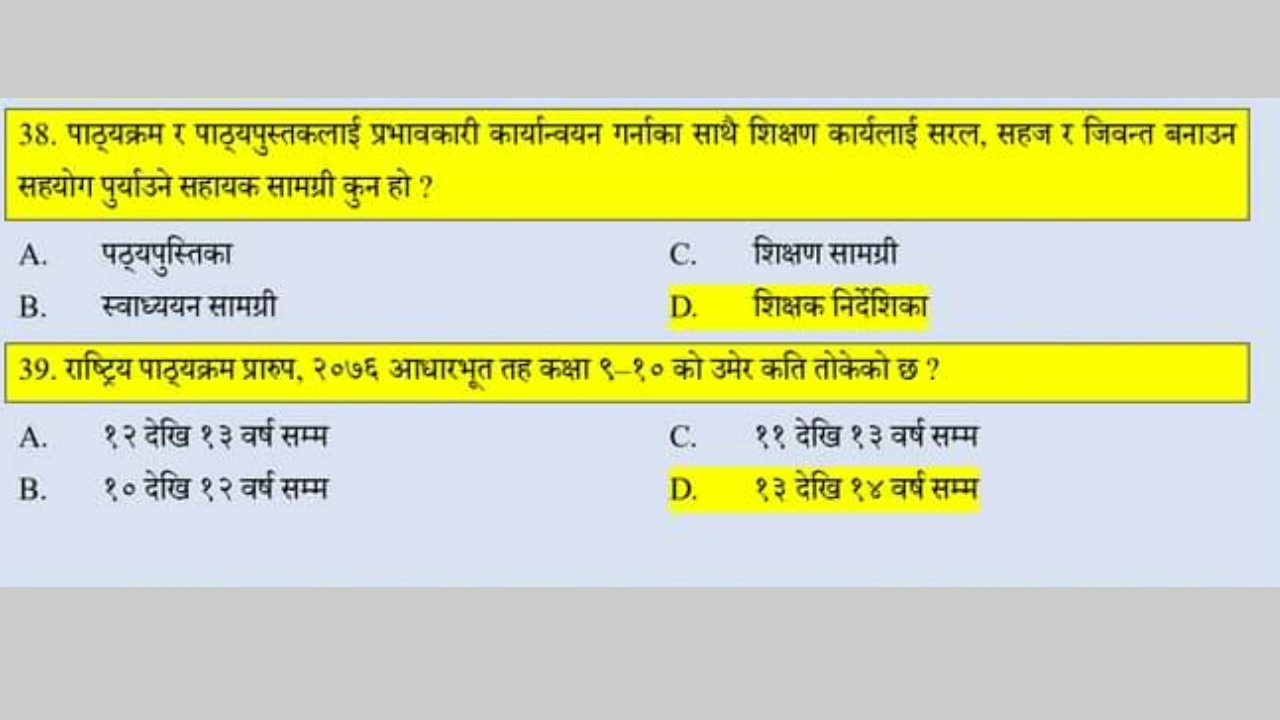 38. पाठ्यक्रम र पाठ्यपुस्तकलाई प्रभावकारी कार्यान्वयन गर्नाका साथै शिक्षण कार्यलाई सरल, सहज र जिवन्त बनाउन
सहयोग पुर्याउने सहायक सामग्री कुन हो ?
A. पठ्यपुस्तिका C. शिक्षण सामग्री
B. स्वाध्ययन सामग्री D. शिक्षक निर्देशिका
39. राष्ट्रिय पाठ्यक्रम प्रारुप, २०७६ आधारभूत तह कक्षा ९–१० को उमेर कति तोकेको छ ?
A. १२ देखि १३ वर्ष सम्म C. ११ देखि १३ वर्ष सम्म
B. १० देखि १२ वर्ष सम्म D. १३ देखि १४ वर्ष सम्म